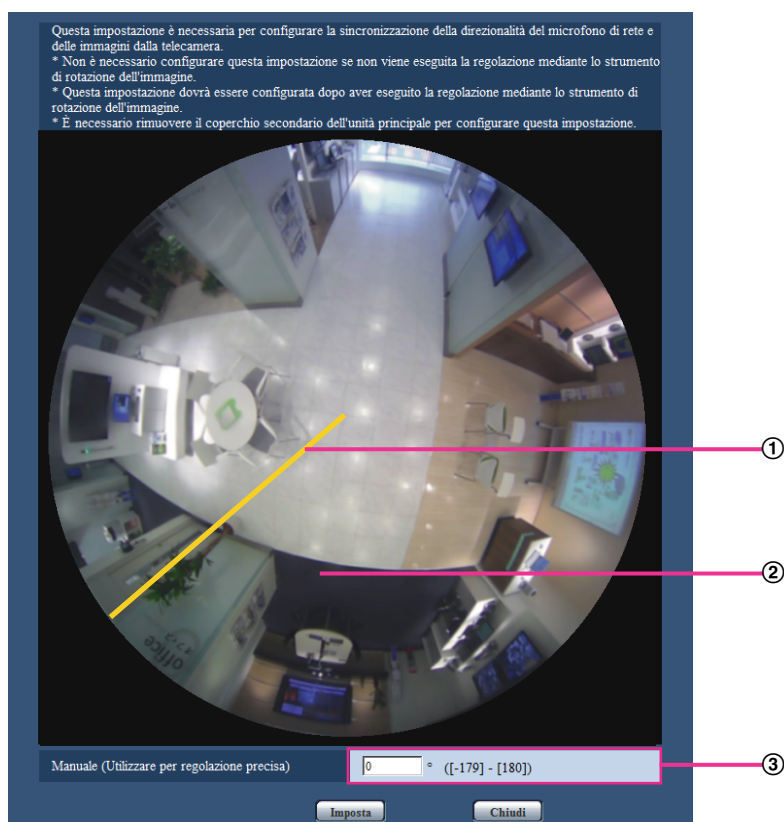 Questa impostazione è necessaria per configurare la sincronizzazione della direzionalità del microfono di rete e
delle immagini dalla telecamera.
* Non è necessario configurare questa impostazione se non viene eseguita la regolazione mediante lo strumento
di rotazione dell'immagine.
* Questa impostazione dovrà essere configurata dopo aver eseguito la regolazione mediante lo strumento di
rotazione dell'immagine.
* È necessario rimuovere il coperchio secondario dell'unità principale per configurare questa impostazione.
①
②
office
オフィス
Manuale (Utilizzare per regolazione precisa) 0 ° ([-179] - [180])
③
Imposta Chiudi